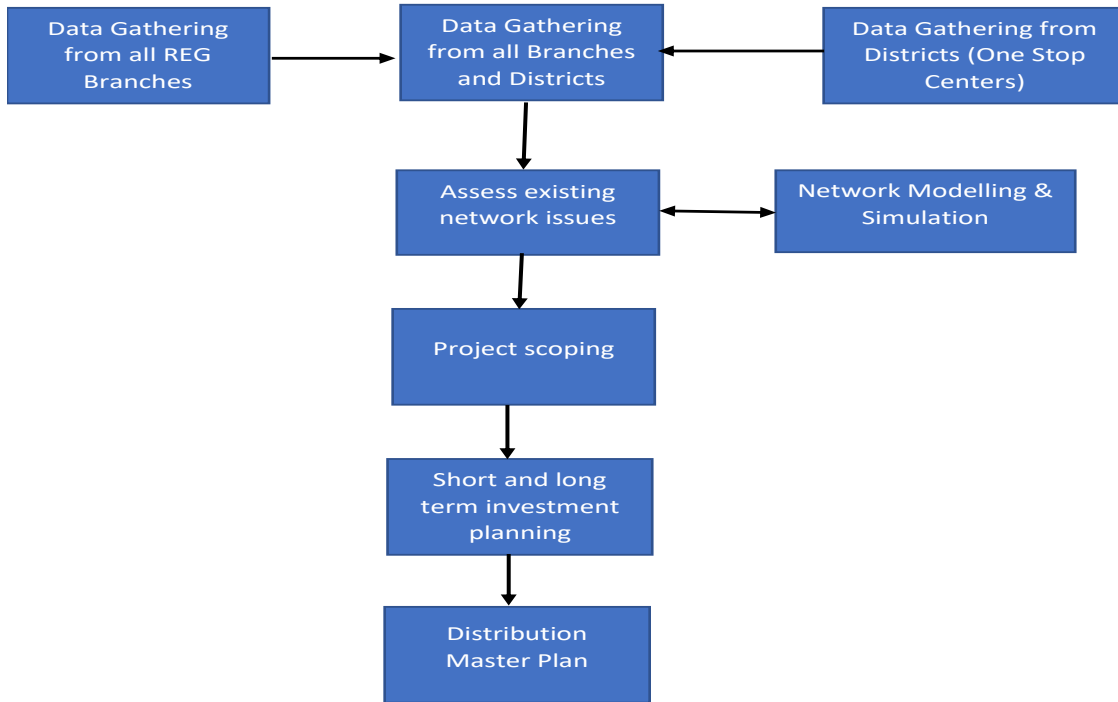 Data Gathering
from all REG
Branches
Data Gathering
from all Branches
and Districts
Data Gathering from
Districts (One Stop
Centers)
Assess existing
network issues
Network Modelling &
Simulation
Project scoping
Short and long
term investment
planning
Distribution
Master Plan